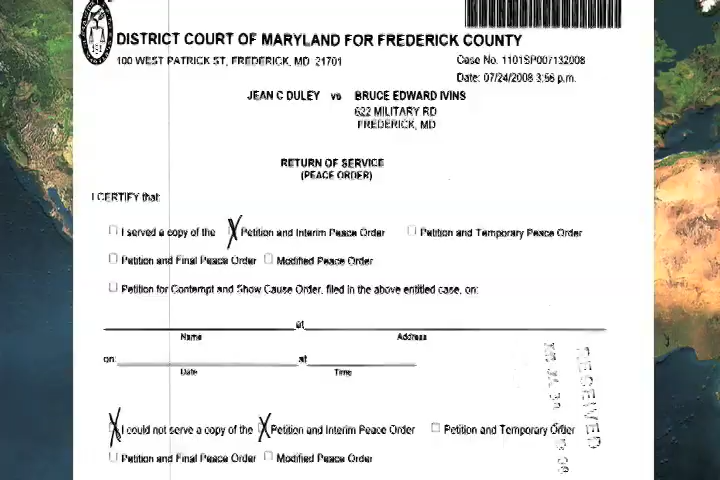 DISTRICT COURT OF MARYLAND FOR FREDERICK COUNTY
100 WEST PATRICK ST, FREDERICK, MD 21701
Case No. 1101SP007132008
Date: 07/24/2008 3:56 p.m.
JEAN C DULEY vs BRUCE EDWARD IVINS
622 MILITARY RD
FREDERICK, MD
RETURN OF SERVICE
(PEACE ORDER)
I CERTIFY that:
I served a copy of the Petition and Interim Peace Order Petition and Temporary Peace Order
Petition and Final Peace Order Modified Peace Order
Petition for Contempt and Show Cause Order, filed in the above entitled case, on:
at
Name Address
on: at
Date Time
I could not serve a copy of the Petition and Interim Peace Order Petition and Temporary Order
Petition and Final Peace Order Modified Peace Order
RECEIVED